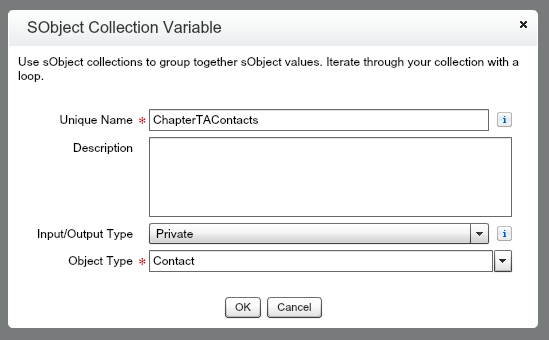 SObject Collection Variable
Use sObject collections to group together sObject values. Iterate through your collection with a
loop.
Unique Name * ChapterTAContacts
Description
Input/Output Type Private
Object Type * Contact
OK Cancel